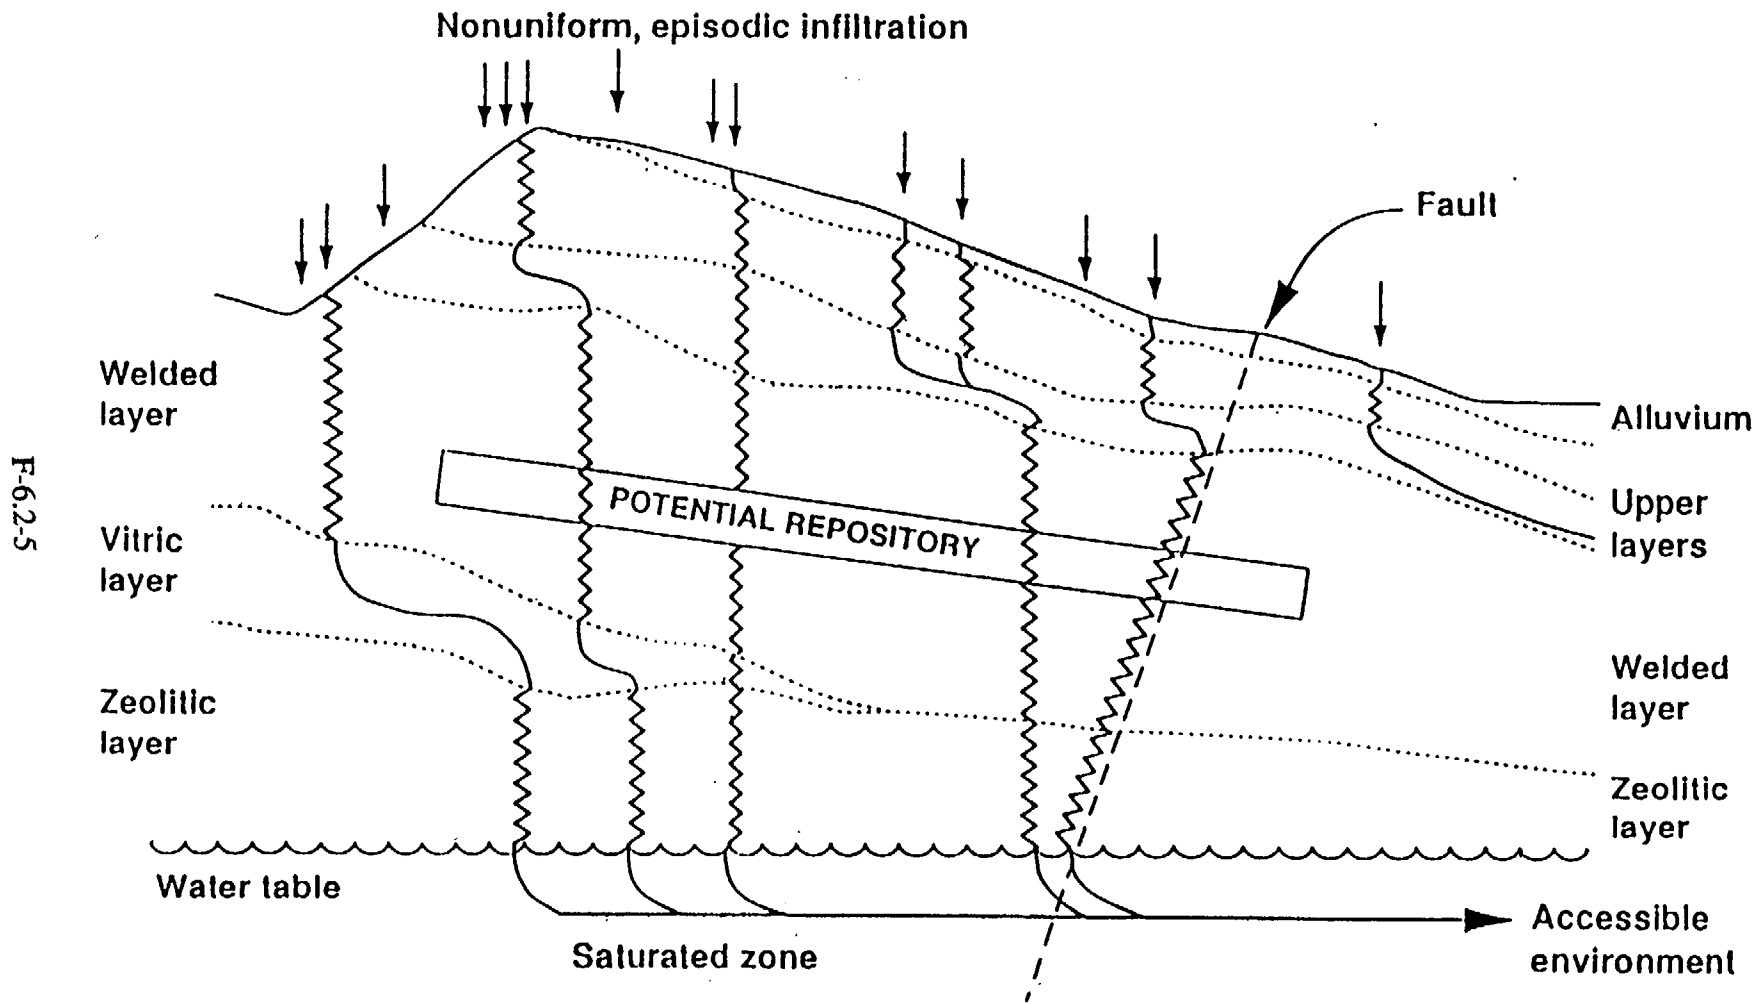 Nonuniform, episodic infiltration
Fault
Welded
layer
Alluvium
Upper
layers
F-6.2-5
Vitric
layer
POTENTIAL REPOSITORY
Welded
layer
Zeolitic
layer
Zeolitic
layer
Water table
Accessible
environment
Saturated zone